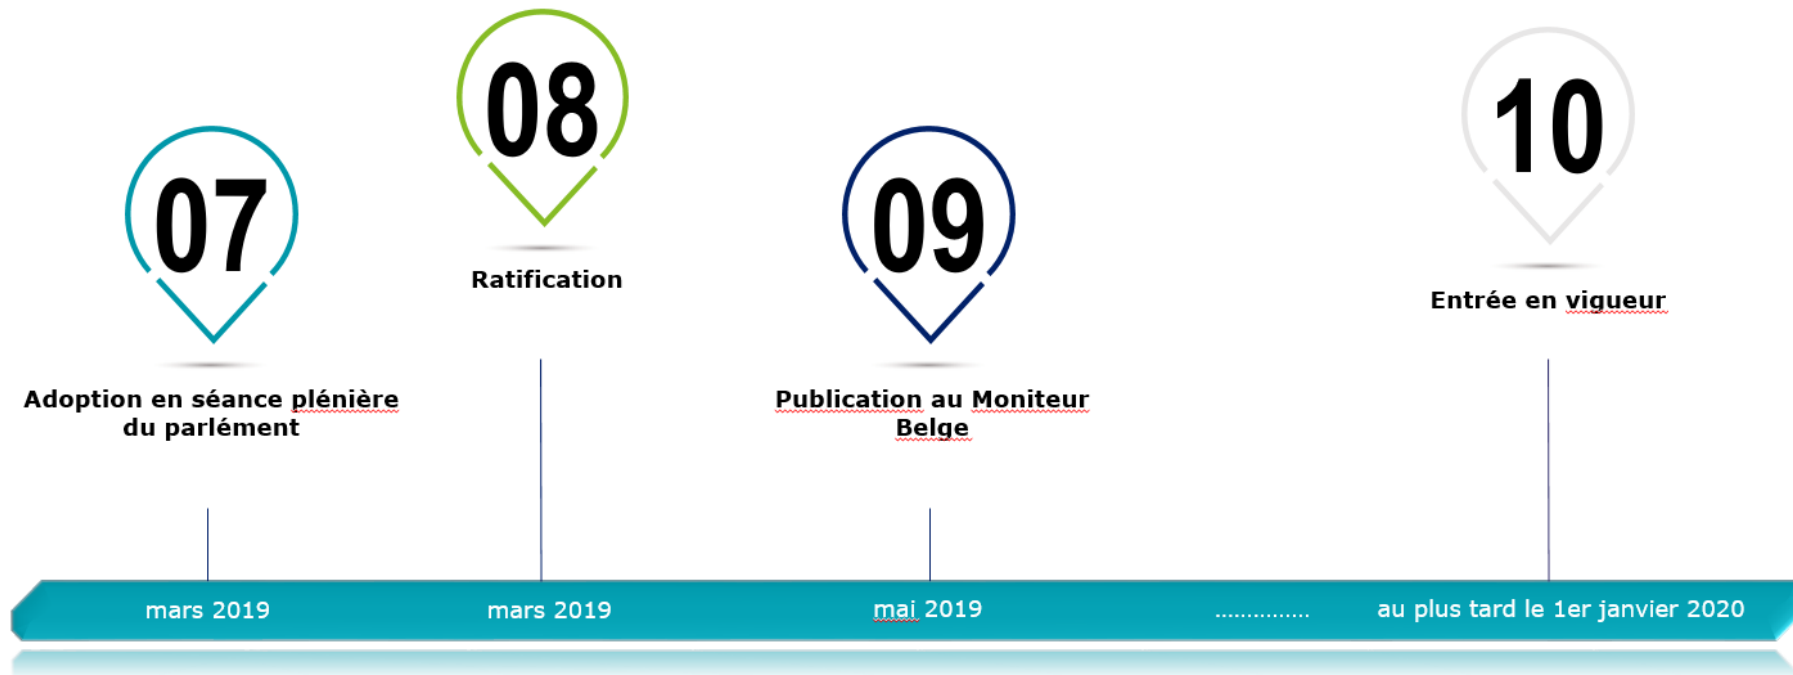 07
Adoption en séance plénière
du parlément
08
Ratification
09
Publication au Moniteur
Belge
10
Entrée en vigueur
mars 2019
mars 2019
mai 2019
...............
au plus tard le 1er janvier 2020